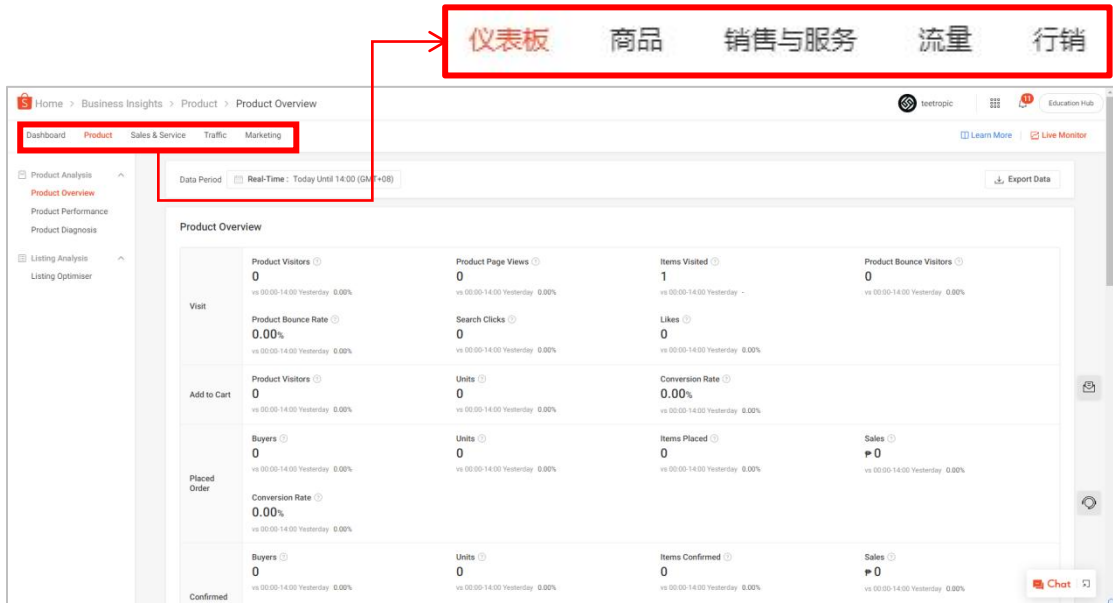 仪表板 商品 销售与服务 流量 行销
Home > Business Insights > Product > Product Overview
teetropic 11 Education Hub
Dashboard Product Sales & Service Traffic Marketing
Learn More Live Monitor
Product Analysis
Product Overview
Product Performance
Product Diagnosis
Listing Analysis
Listing Optimiser
Data Period Real-Time : Today Until 14:00 (GMT+08) Export Data
Product Overview
Visit
Product Visitors Product Page Views Items Visited Product Bounce Visitors
0 0 1 0
vs 00:00-14:00 Yesterday 0.00% vs 00:00-14:00 Yesterday 0.00% vs 00:00-14:00 Yesterday - vs 00:00-14:00 Yesterday 0.00%
Product Bounce Rate Search Clicks Likes
0.00% 0 0
vs 00:00-14:00 Yesterday 0.00% vs 00:00-14:00 Yesterday 0.00% vs 00:00-14:00 Yesterday 0.00%
Add to Cart
Product Visitors Units Conversion Rate
0 0 0.00%
vs 00:00-14:00 Yesterday 0.00% vs 00:00-14:00 Yesterday 0.00% vs 00:00-14:00 Yesterday 0.00%
Placed
Order
Buyers Units Items Placed Sales
0 0 0 ₱ 0
vs 00:00-14:00 Yesterday 0.00% vs 00:00-14:00 Yesterday 0.00% vs 00:00-14:00 Yesterday 0.00% vs 00:00-14:00 Yesterday 0.00%
Conversion Rate
0.00%
vs 00:00-14:00 Yesterday 0.00%
Confirmed
Buyers Units Items Confirmed Sales
0 0 0 ₱ 0
vs 00:00-14:00 Yesterday 0.00% vs 00:00-14:00 Yesterday 0.00% vs 00:00-14:00 Yesterday 0.00% vs 00:00-14:00 Yesterday 0.00%
Chat